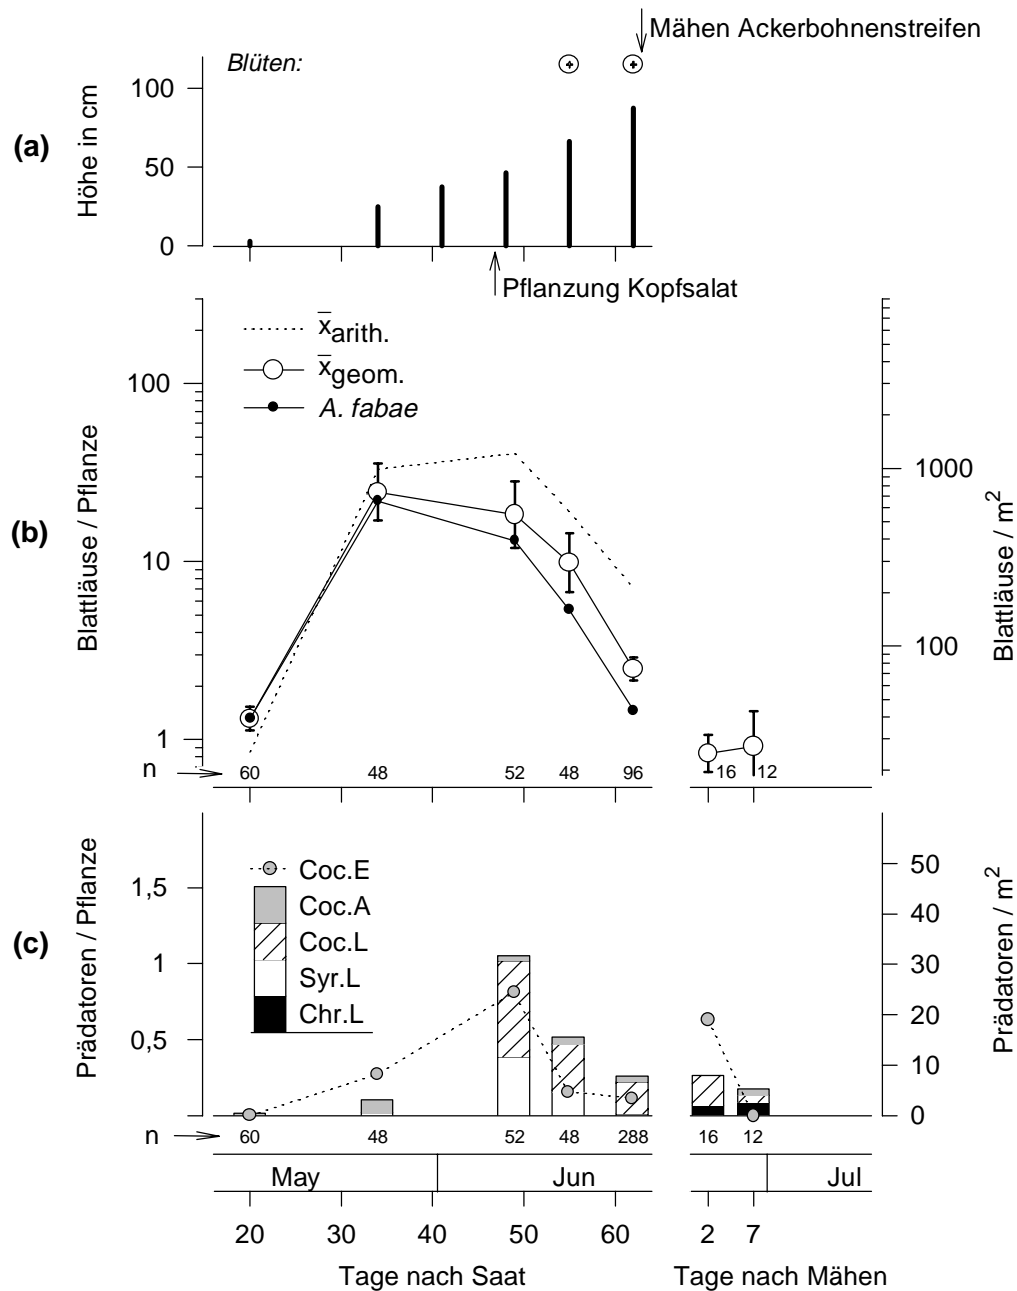 Mähen Ackerbohnenstreifen
Blüten:
(a)
Höhe in cm
100
50
0
Pflanzung Kopfsalat
(b)
Blattläuse / Pflanze
100
10
1
x̅arith.
x̅geom.
A. fabae
1000
100
Blattläuse / m²
n
60 48 52 48 96 16 12
(c)
Prädatoren / Pflanze
1,5
1
0,5
Coc.E
Coc.A
Coc.L
Syr.L
Chr.L
50
40
30
20
10
0
Prädatoren / m²
n
60 48 52 48 288 16 12
May Jun Jul
20 30 40 50 60 2 7
Tage nach Saat Tage nach Mähen